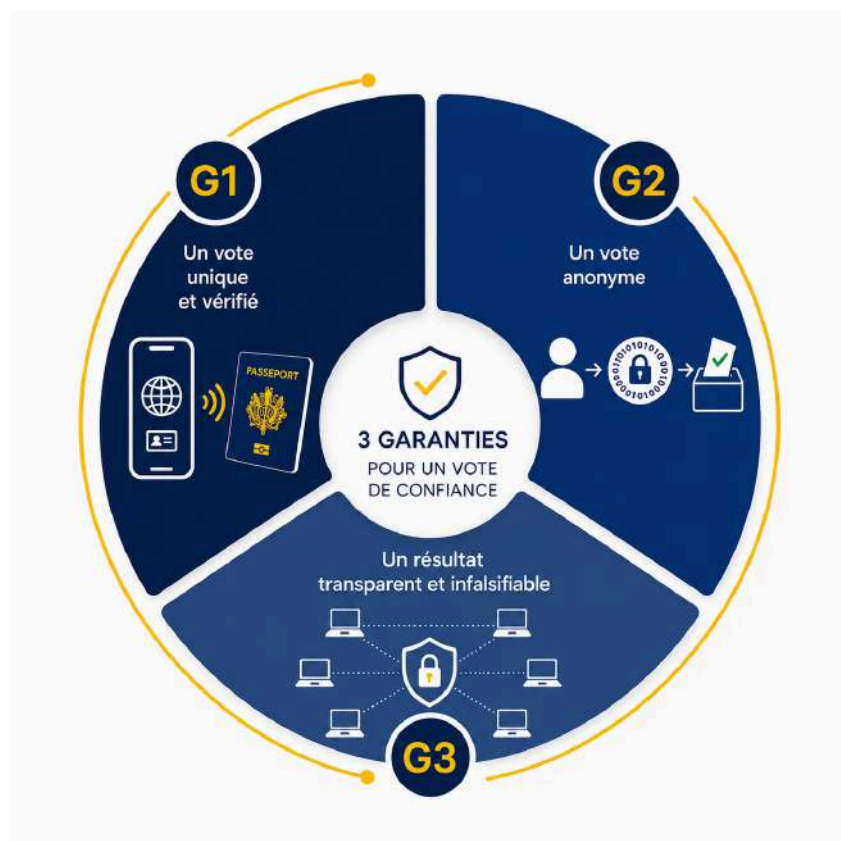 G1
Un vote
unique
et vérifié
PASSEPORT
G2
Un vote
anonyme
3 GARANTIES
POUR UN VOTE
DE CONFIANCE
Un résultat
transparent et infalsifiable
G3